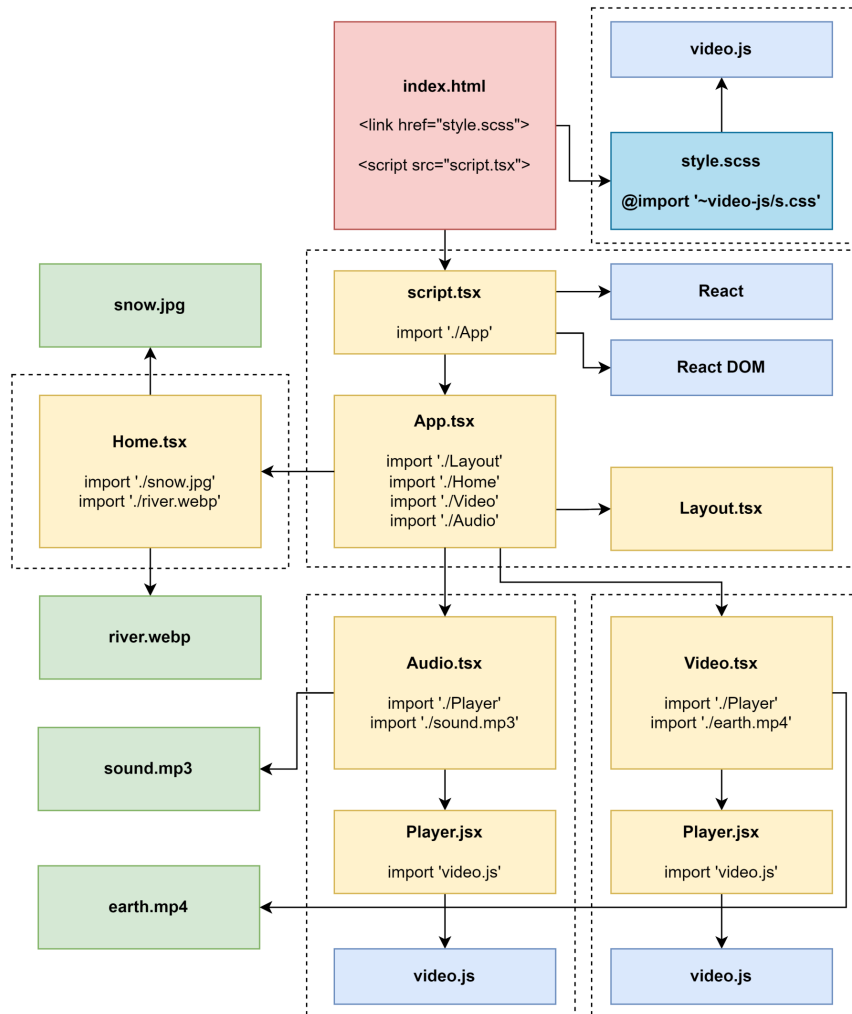 index.html
<link href="style.scss">
<script src="script.tsx">
video.js
style.scss
@import '~video-js/s.css'
snow.jpg
script.tsx
import './App'
React
React DOM
Home.tsx
import './snow.jpg'
import './river.webp'
App.tsx
import './Layout'
import './Home'
import './Video'
import './Audio'
Layout.tsx
river.webp
Audio.tsx
import './Player'
import './sound.mp3'
Video.tsx
import './Player'
import './earth.mp4'
sound.mp3
Player.jsx
import 'video.js'
Player.jsx
import 'video.js'
earth.mp4
video.js
video.js